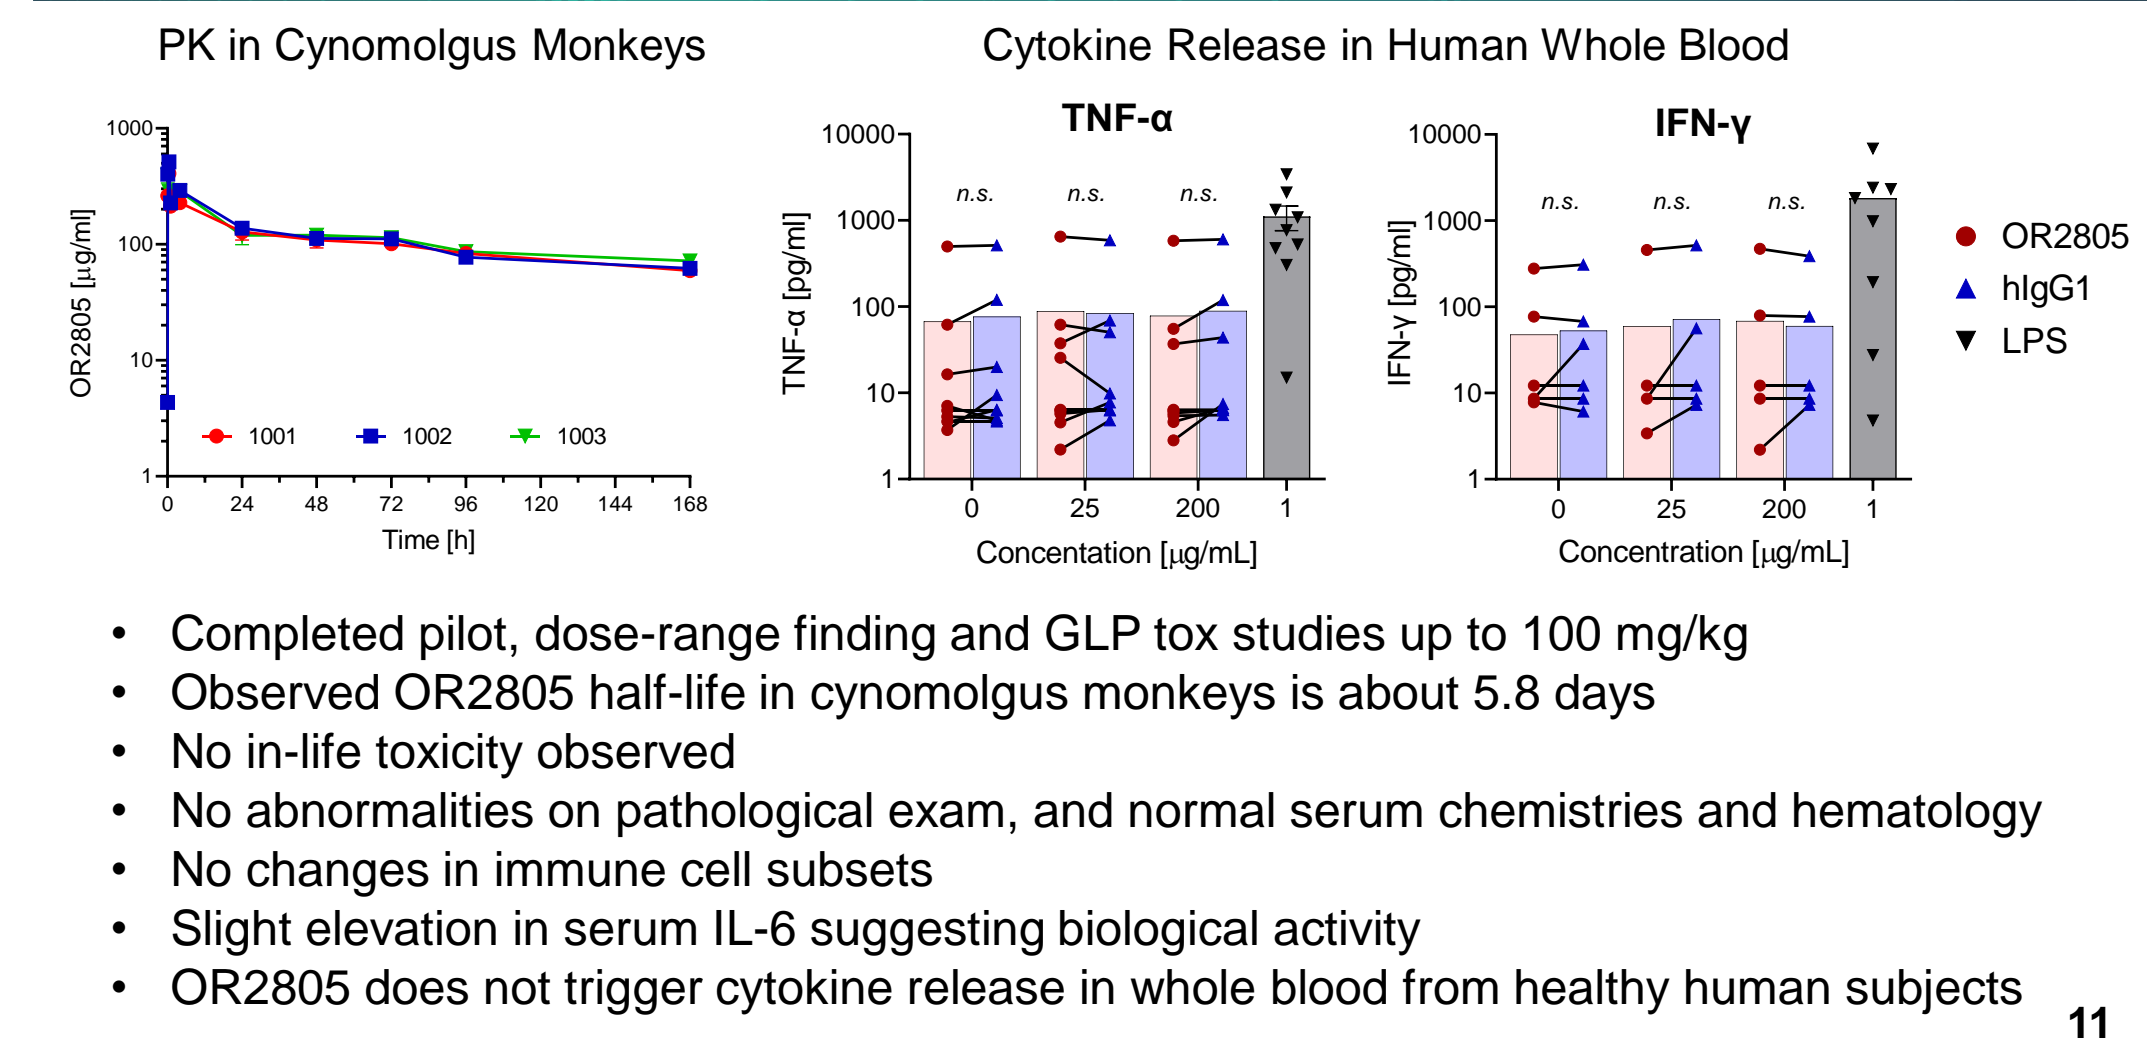 PK in Cynomolgus Monkeys
Cytokine Release in Human Whole Blood
OR2805 [µg/ml]
1000
100
10
1
1001 1002 1003
0 24 48 72 96 120 144 168
Time [h]
TNF-α
TNF-α [pg/ml]
10000
1000
100
10
1
n.s. n.s. n.s.
0 25 200 1
Concentation [µg/mL]
IFN-γ
IFN-γ [pg/ml]
10000
1000
100
10
1
n.s. n.s. n.s.
0 25 200 1
Concentration [µg/mL]
OR2805
hIgG1
LPS
• Completed pilot, dose-range finding and GLP tox studies up to 100 mg/kg
• Observed OR2805 half-life in cynomolgus monkeys is about 5.8 days
• No in-life toxicity observed
• No abnormalities on pathological exam, and normal serum chemistries and hematology
• No changes in immune cell subsets
• Slight elevation in serum IL-6 suggesting biological activity
• OR2805 does not trigger cytokine release in whole blood from healthy human subjects
11